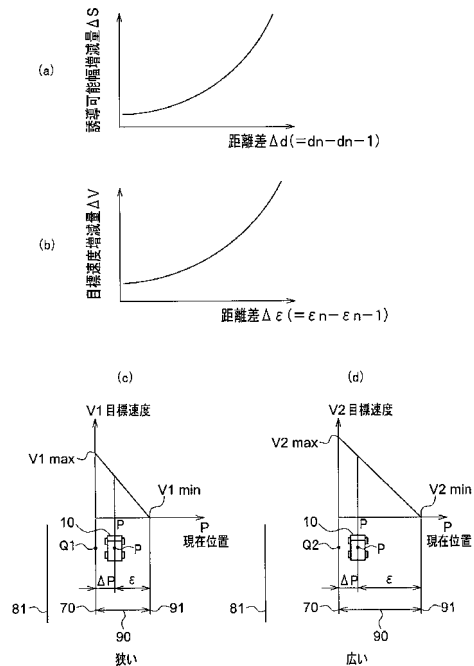 (a)
誘導可能幅増減量ΔS
距離差Δd(=dn-dn-1)
(b)
目標速度増減量ΔV
距離差Δε(=εn-εn-1)
(c)
V1 目標速度
V1 max
V1 min
10
P
P
現在位置
Q1
P
ΔP
ε
81
70
91
90
狭い
(d)
V2 目標速度
V2 max
V2 min
10
P
P
現在位置
Q2
P
ΔP
ε
81
70
91
90
広い